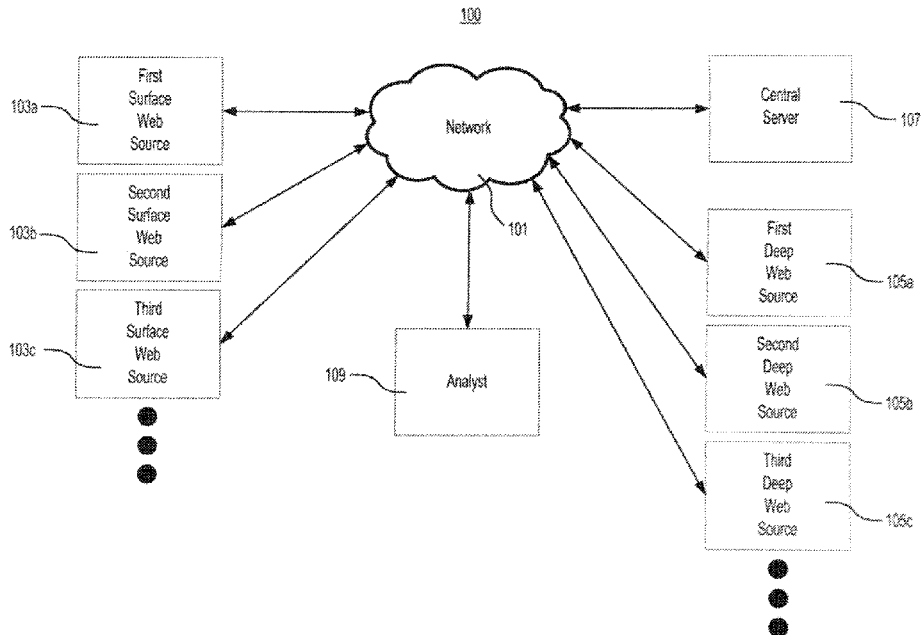 100
First
Surface
Web
Source
103a
Network
101
Central
Server
107
Second
Surface
Web
Source
103b
First
Deep
Web
Source
105a
Third
Surface
Web
Source
103c
Analyst
109
Second
Deep
Web
Source
105b
Third
Deep
Web
Source
105c